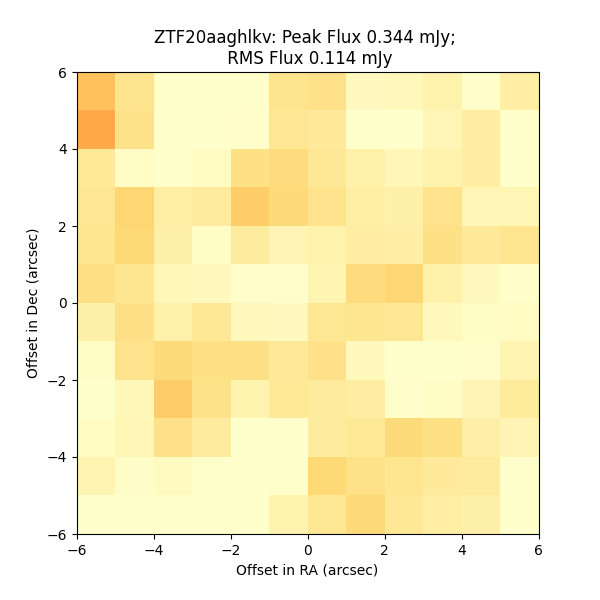 ZTF20aaghlkv: Peak Flux 0.344 mJy;
RMS Flux 0.114 mJy
6
4
2
0
−2
−4
−6
Offset in Dec (arcsec)
−6 −4 −2 0 2 4 6
Offset in RA (arcsec)